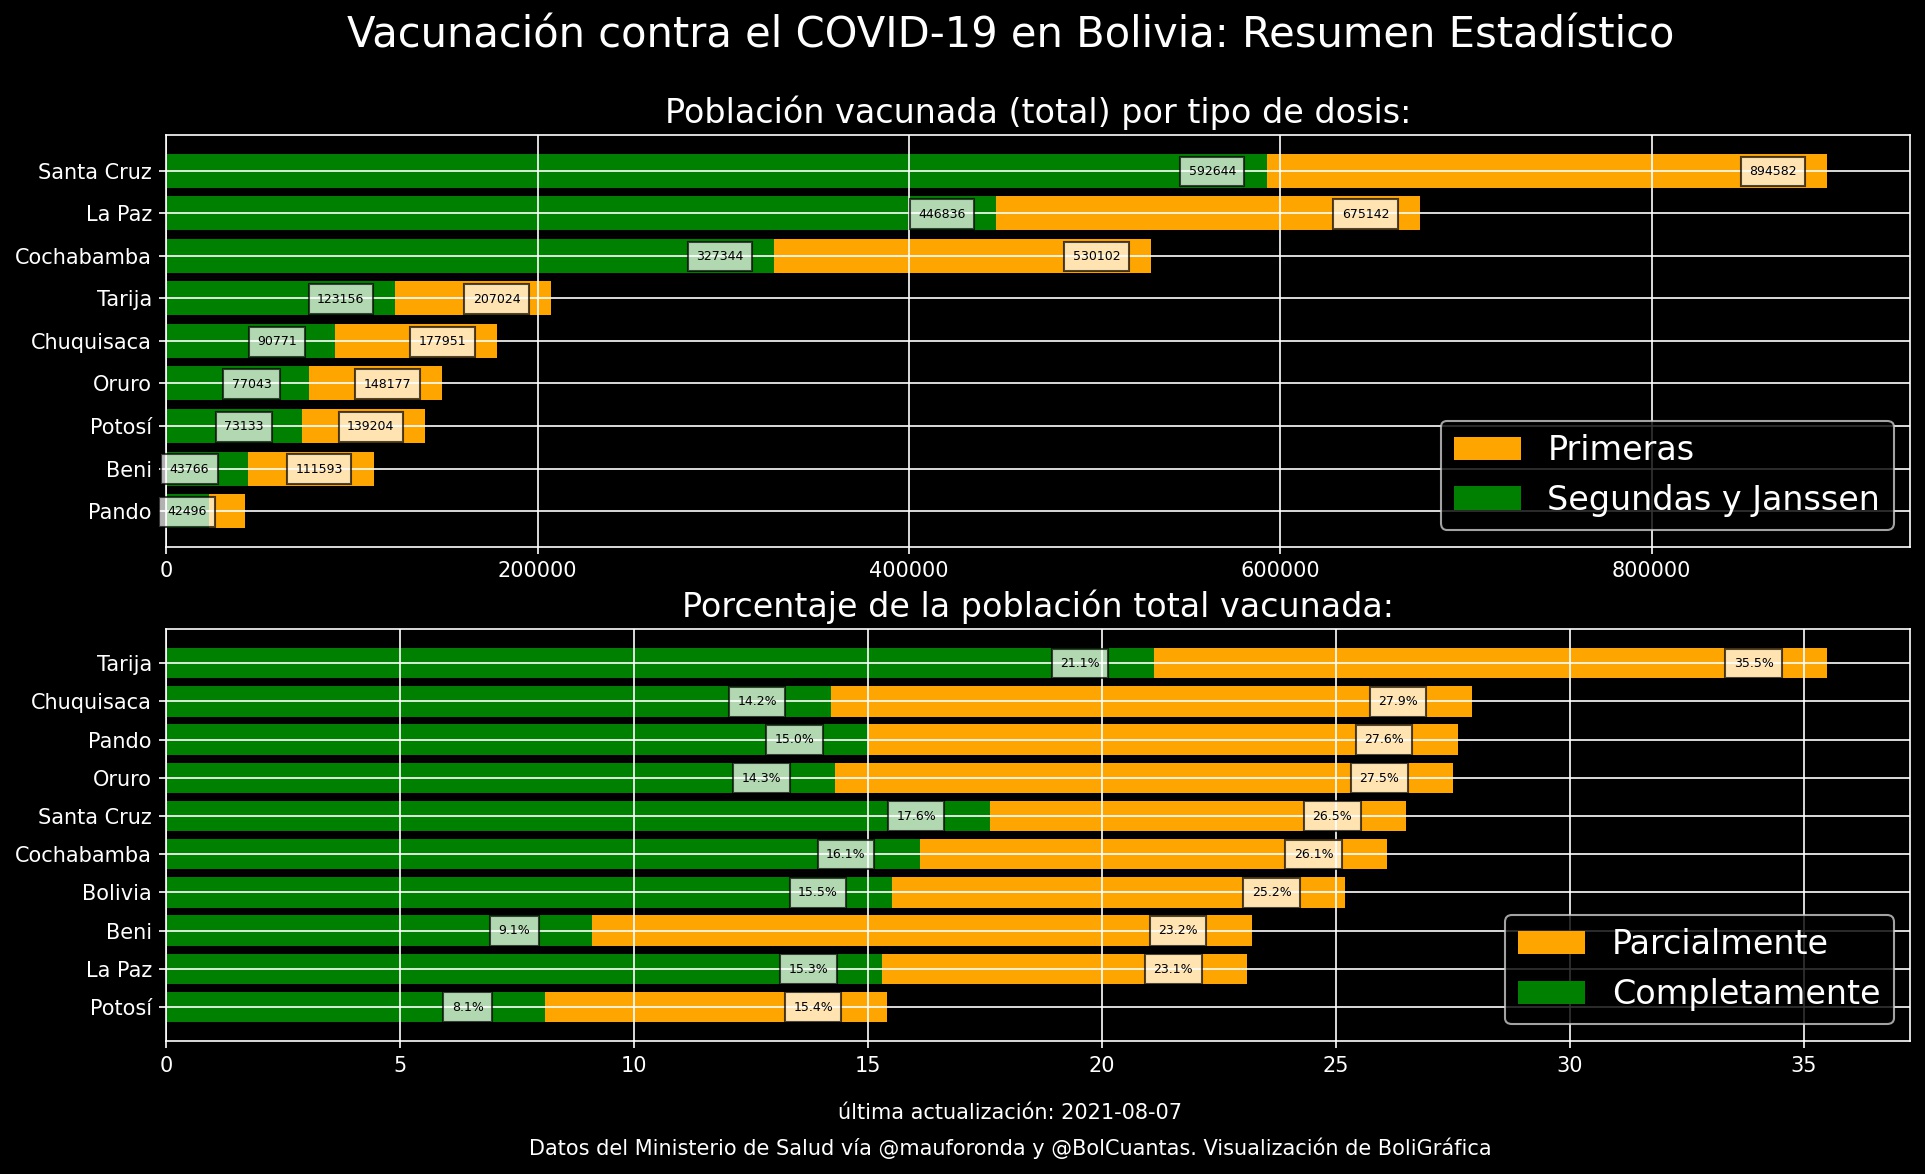 Vacunación contra el COVID-19 en Bolivia: Resumen Estadístico
Población vacunada (total) por tipo de dosis:
Santa Cruz 592644 894582
La Paz 446836 675142
Cochabamba 327344 530102
Tarija 123156 207024
Chuquisaca 90771 177951
Oruro 77043 148177
Potosí 73133 139204
Beni 43766 111593
Pando 42496
Primeras
Segundas y Janssen
0 200000 400000 600000 800000
Porcentaje de la población total vacunada:
Tarija 21.1% 35.5%
Chuquisaca 14.2% 27.9%
Pando 15.0% 27.6%
Oruro 14.3% 27.5%
Santa Cruz 17.6% 26.5%
Cochabamba 16.1% 26.1%
Bolivia 15.5% 25.2%
Beni 9.1% 23.2%
La Paz 15.3% 23.1%
Potosí 8.1% 15.4%
Parcialmente
Completamente
0 5 10 15 20 25 30 35
última actualización: 2021-08-07
Datos del Ministerio de Salud vía @mauforonda y @BolCuantas. Visualización de BoliGráfica